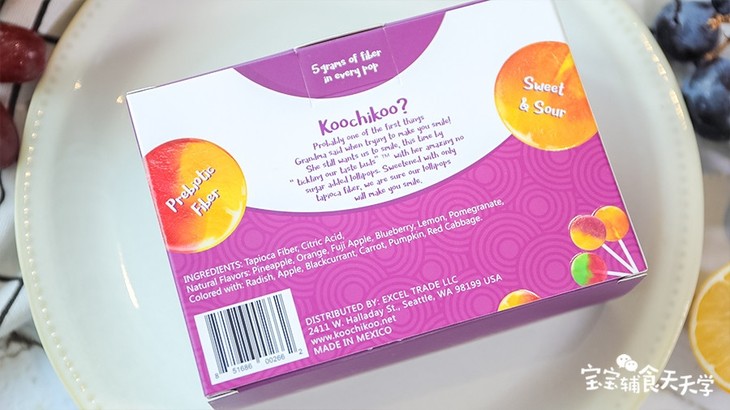 5 grams of fiber
in every pop
Sweet
& Sour
Koochikoo?
Probably one of the first things
Grandma said when trying to make you smile!
She still wants us to smile, this time by
"tickling our taste buds" ™ with her amazing no
sugar added lollipops. Sweetened with only
tapioca fiber, we are sure our lollipops
will make you smile.
Prebiotic
Fiber
INGREDIENTS: Tapioca Fiber, Citric Acid,
Natural Flavors: Pineapple, Orange, Fuji Apple, Blueberry, Lemon, Pomegranate,
Colored with: Radish, Apple, Blackcurrant, Carrot, Pumpkin, Red Cabbage.
DISTRIBUTED BY: EXCEL TRADE LLC
2411 W. Halladay St., Seattle, WA 98199 USA
www.koochikoo.net
MADE IN MEXICO
8 51686 00266 2
宝宝辅食天天学